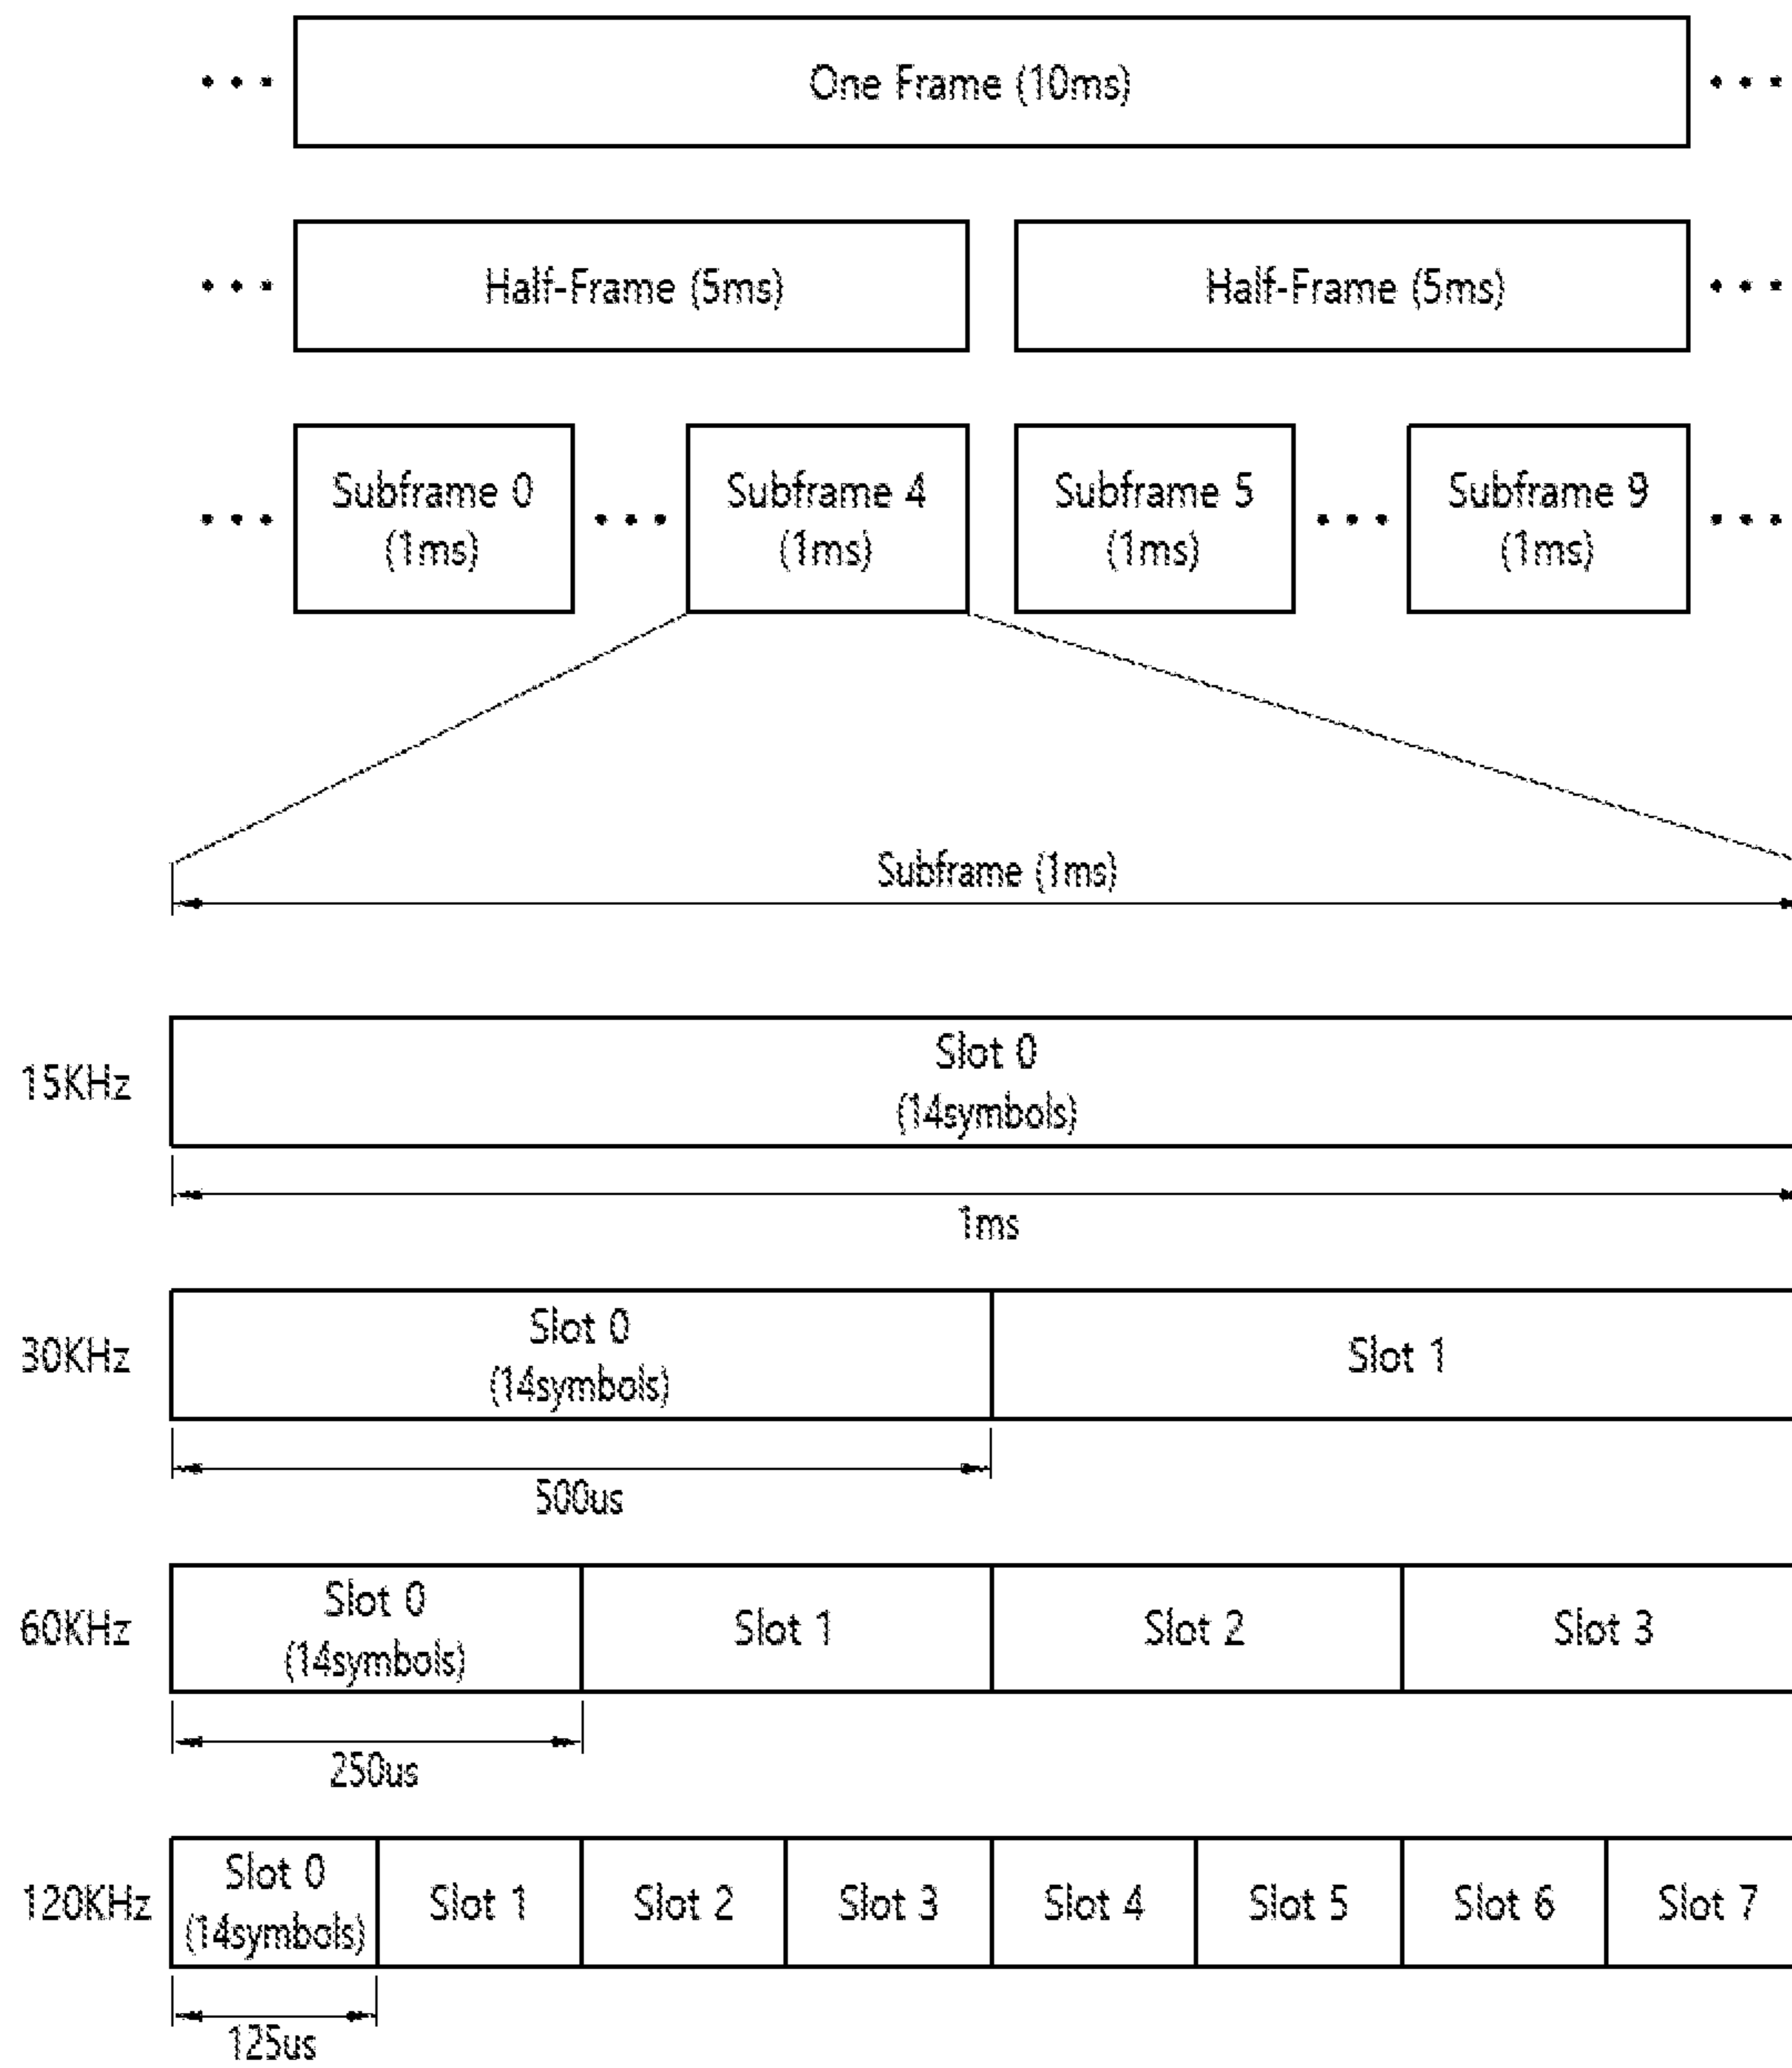 One Frame (10ms)
Half-Frame (5ms)
Half-Frame (5ms)
Subframe 0
(1ms)
Subframe 4
(1ms)
Subframe 5
(1ms)
Subframe 9
(1ms)
Subframe (1ms)
15KHz
Slot 0
(14symbols)
1ms
30KHz
Slot 0
(14symbols)
Slot 1
500us
60KHz
Slot 0
(14symbols)
Slot 1
Slot 2
Slot 3
250us
120KHz
Slot 0
(14symbols)
Slot 1
Slot 2
Slot 3
Slot 4
Slot 5
Slot 6
Slot 7
125us